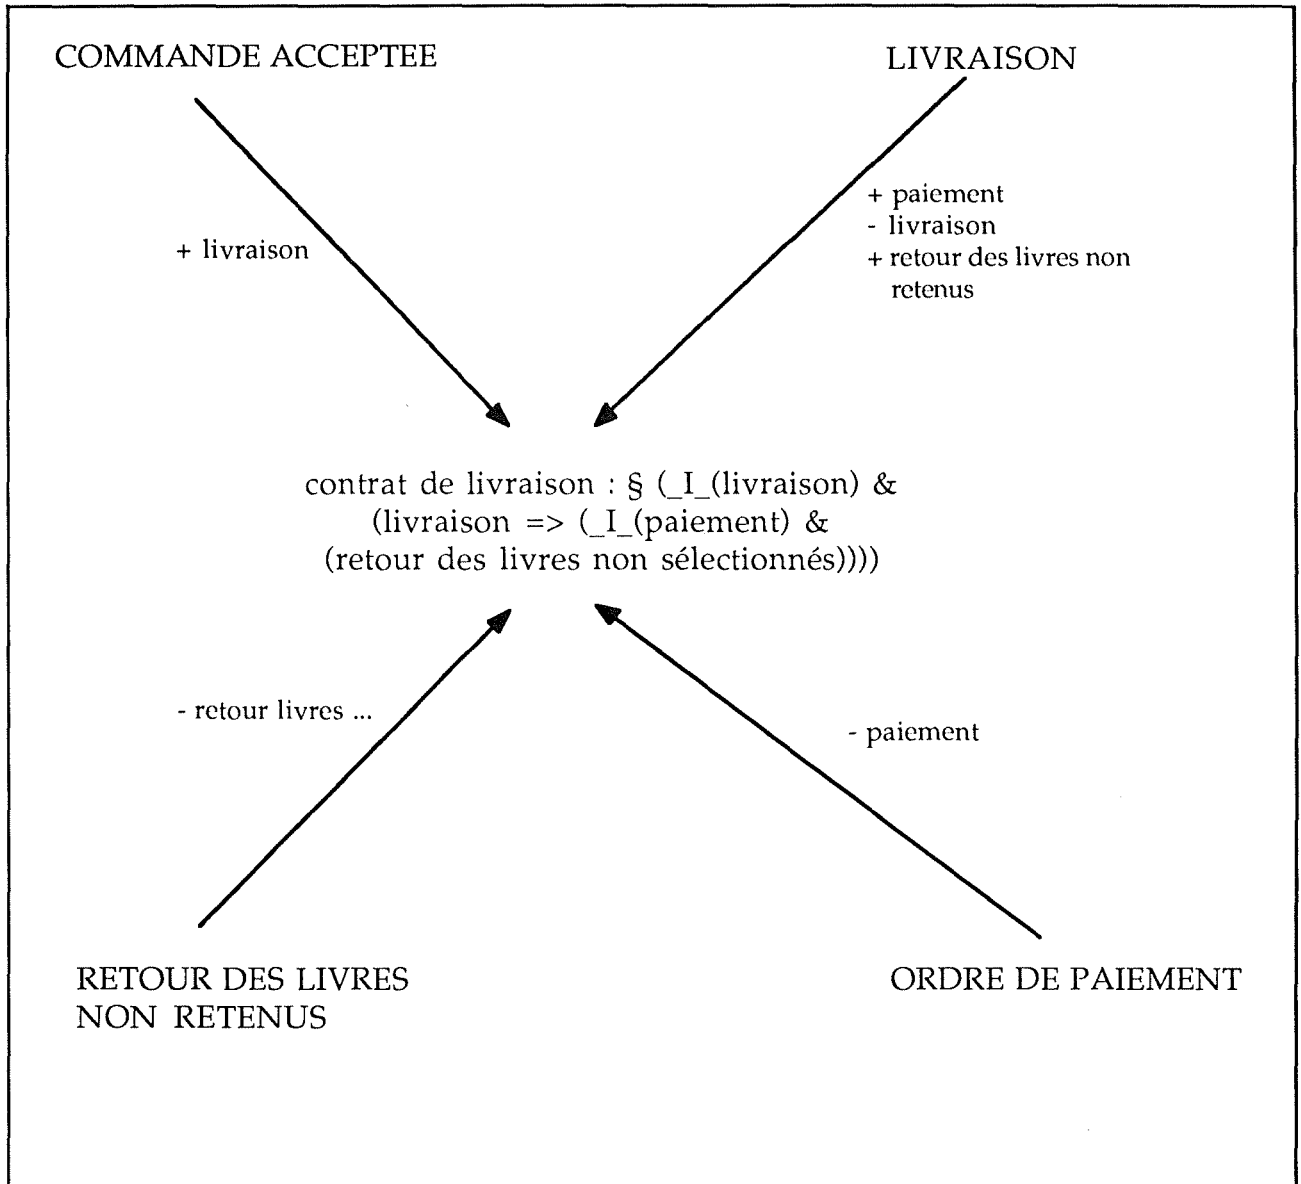 COMMANDE ACCEPTEE
LIVRAISON
+ paiement
- livraison
+ retour des livres non
retenus
+ livraison
contrat de livraison : § (_I_(livraison) &
(livraison => (_I_(paiement) &
(retour des livres non sélectionnés))))
- retour livres ...
- paiement
RETOUR DES LIVRES
NON RETENUS
ORDRE DE PAIEMENT